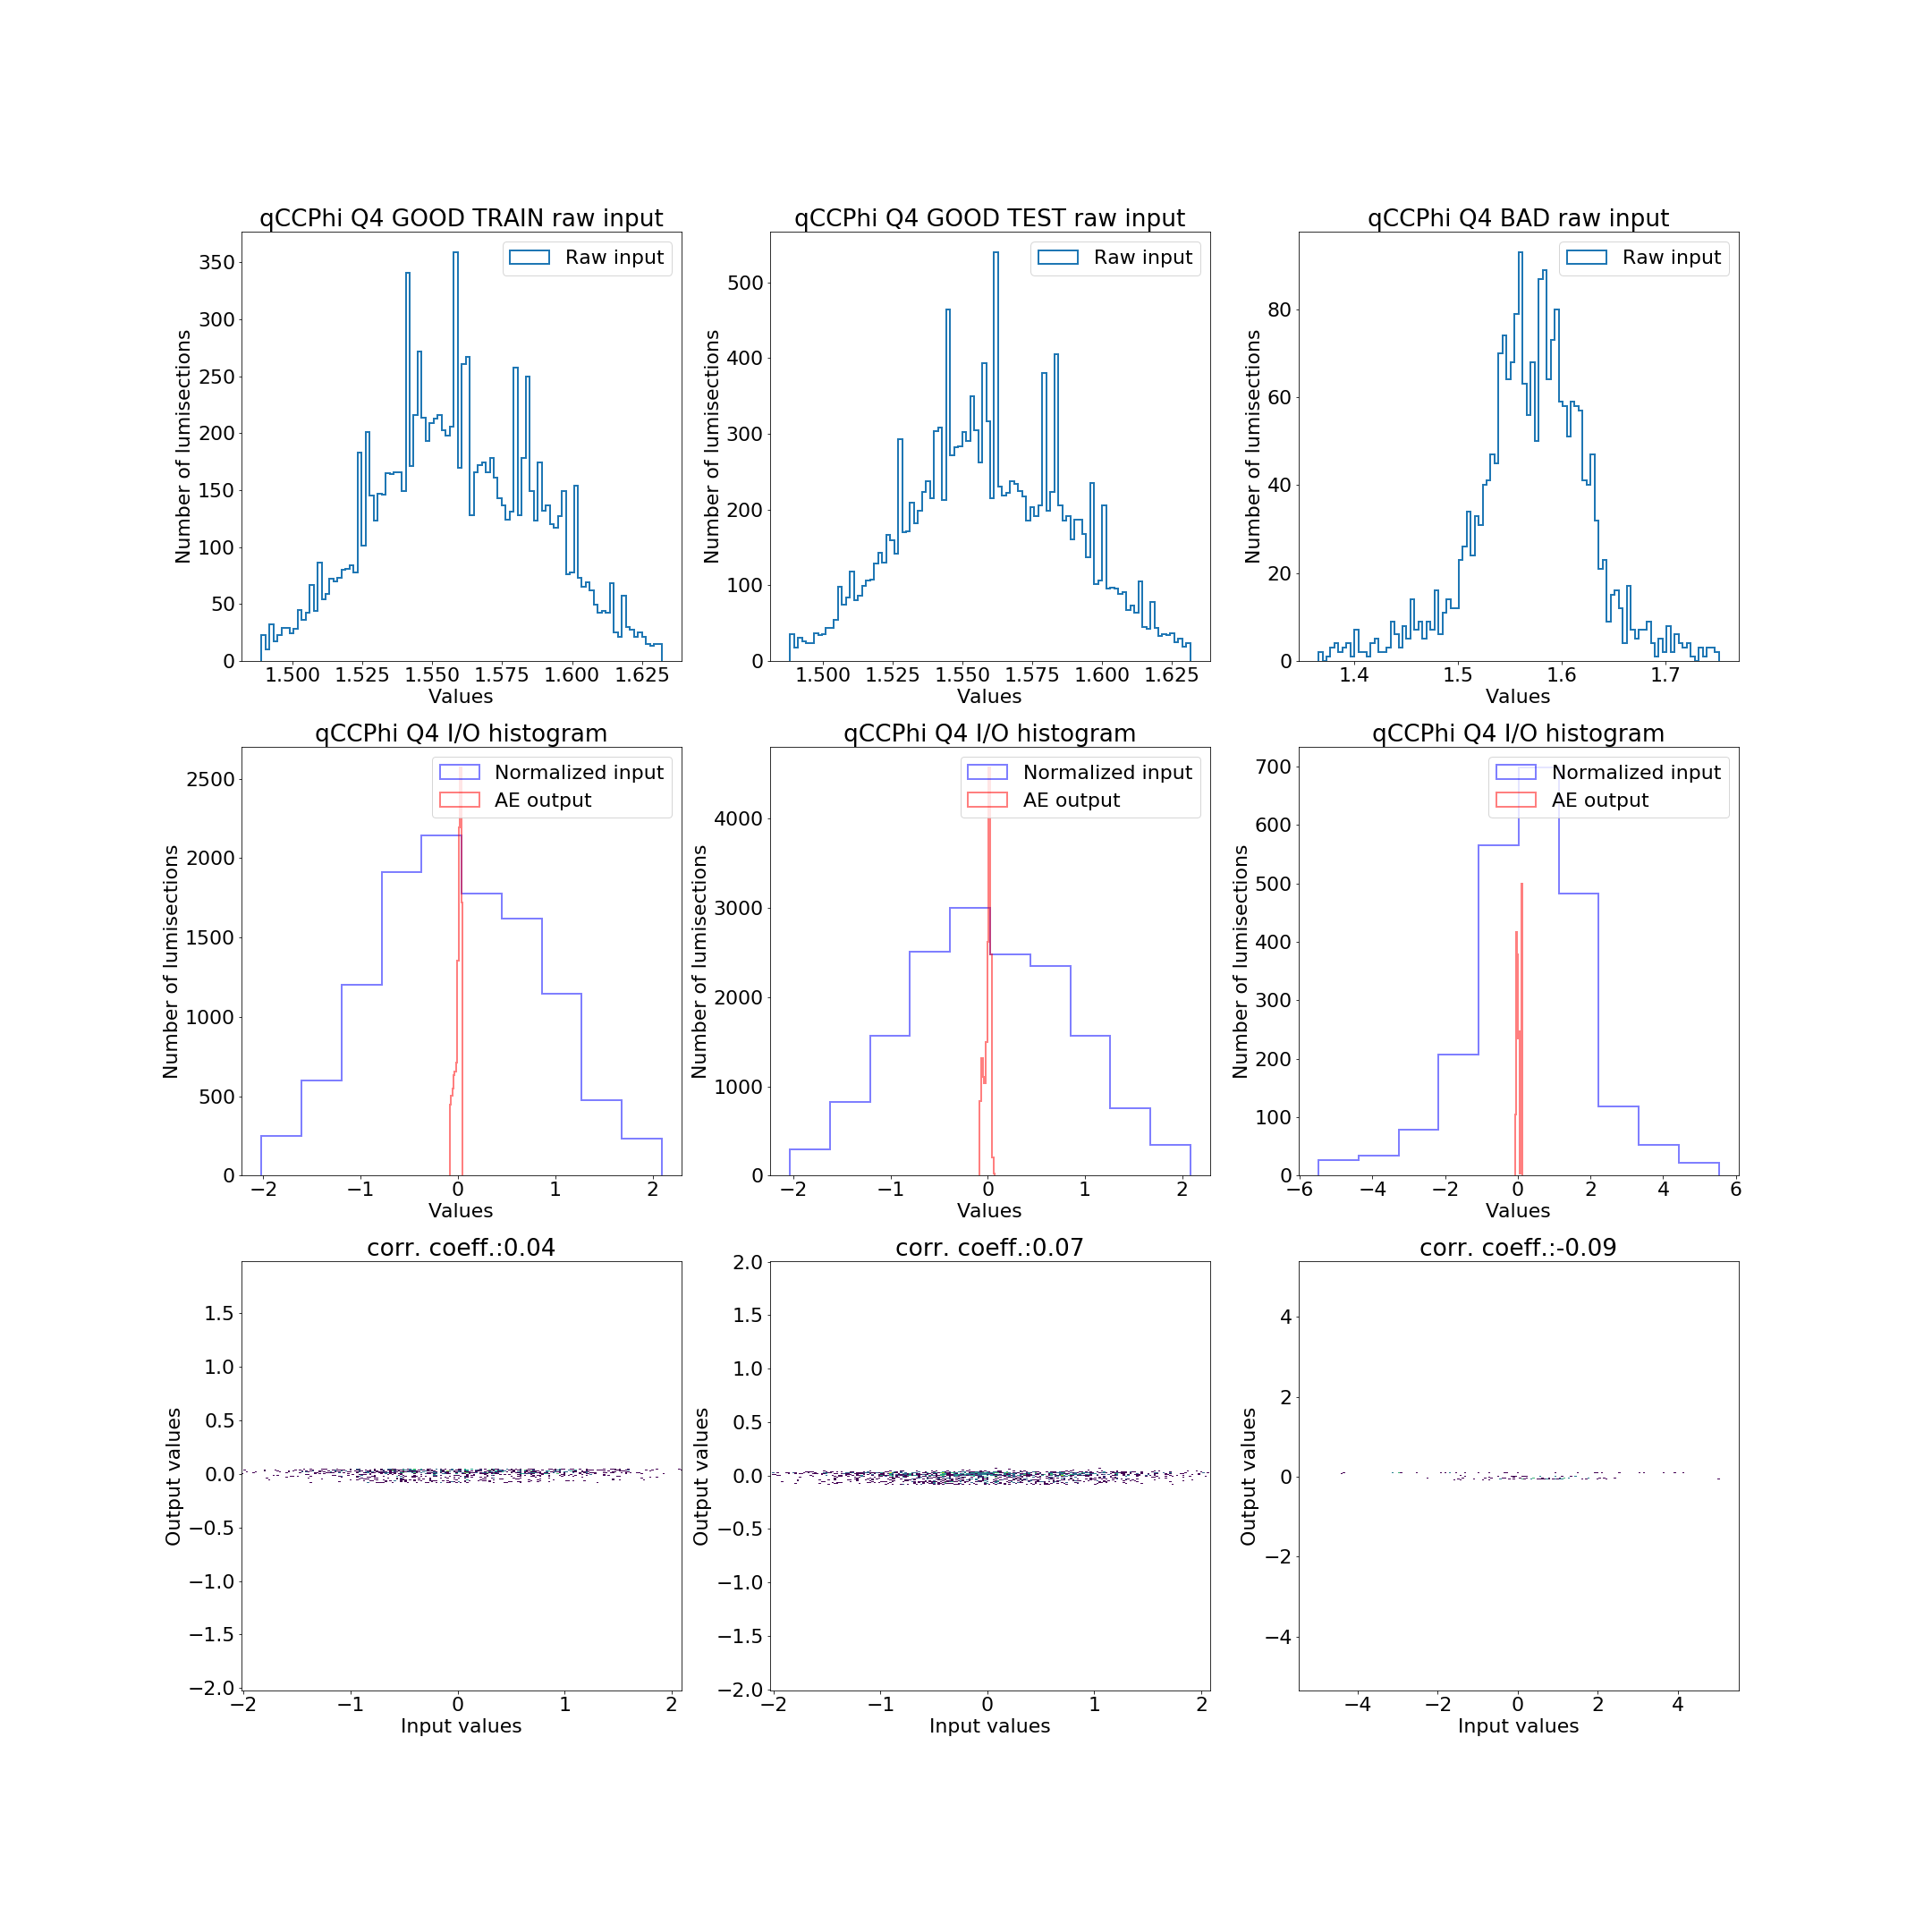 qCCPhi Q4 GOOD TRAIN raw input
Raw input
Number of lumisections
350
300
250
200
150
100
50
0
1.500 1.525 1.550 1.575 1.600 1.625
Values
qCCPhi Q4 GOOD TEST raw input
Raw input
Number of lumisections
500
400
300
200
100
0
1.500 1.525 1.550 1.575 1.600 1.625
Values
qCCPhi Q4 BAD raw input
Raw input
Number of lumisections
80
60
40
20
0
1.4 1.5 1.6 1.7
Values
qCCPhi Q4 I/O histogram
Normalized input
AE output
Number of lumisections
2500
2000
1500
1000
500
0
−2 −1 0 1 2
Values
qCCPhi Q4 I/O histogram
Normalized input
AE output
Number of lumisections
4000
3000
2000
1000
0
−2 −1 0 1 2
Values
qCCPhi Q4 I/O histogram
Normalized input
AE output
Number of lumisections
700
600
500
400
300
200
100
0
−6 −4 −2 0 2 4 6
Values
corr. coeff.:0.04
Output values
1.5
1.0
0.5
0.0
−0.5
−1.0
−1.5
−2.0
−2 −1 0 1 2
Input values
corr. coeff.:0.07
Output values
2.0
1.5
1.0
0.5
0.0
−0.5
−1.0
−1.5
−2.0
−2 −1 0 1 2
Input values
corr. coeff.:-0.09
Output values
4
2
0
−2
−4
−4 −2 0 2 4
Input values